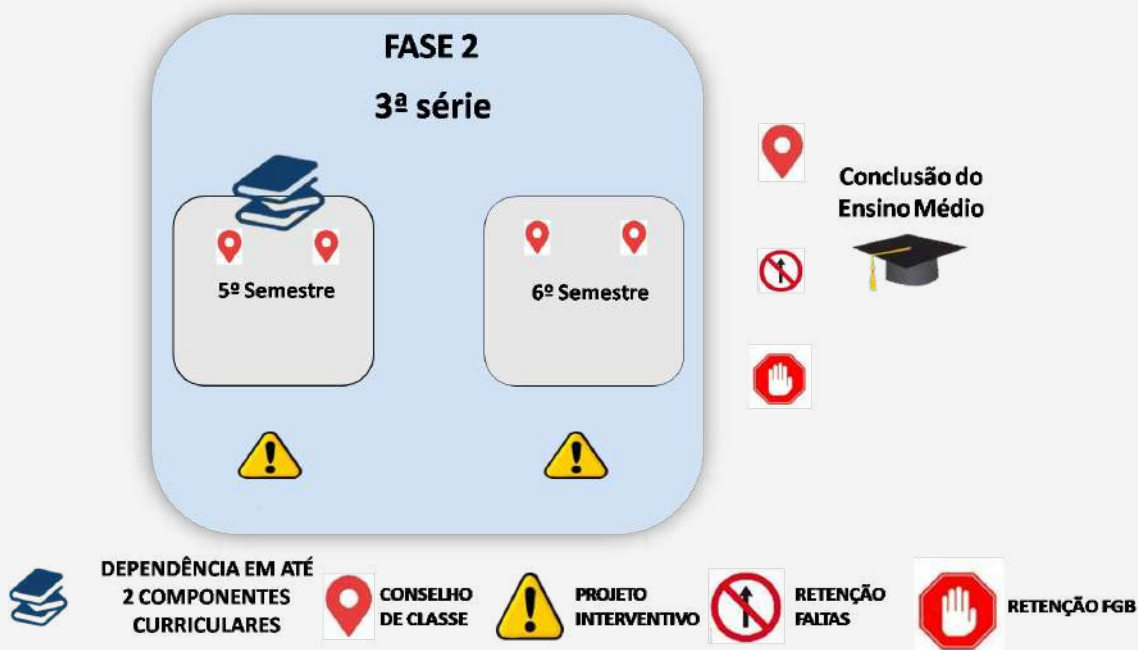 FASE 2
3ª série
5º Semestre
6º Semestre
Conclusão do
Ensino Médio
DEPENDÊNCIA EM ATÉ
2 COMPONENTES
CURRICULARES
CONSELHO
DE CLASSE
PROJETO
INTERVENTIVO
RETENÇÃO
FALTAS
RETENÇÃO FGB